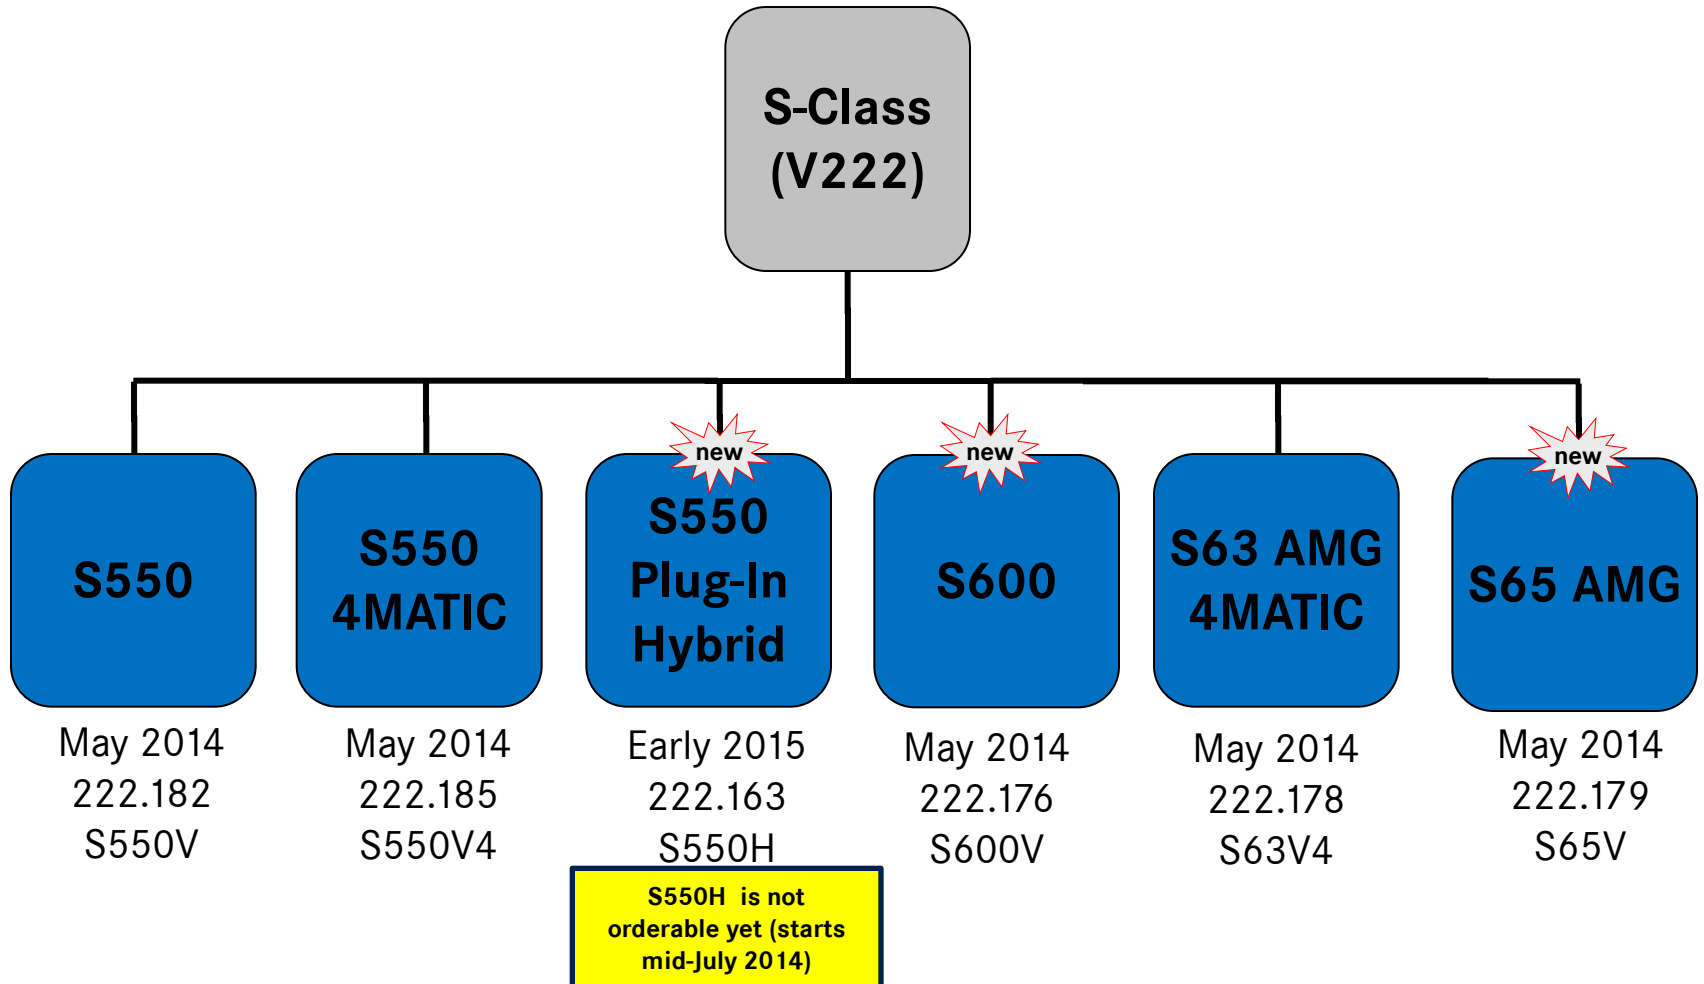 S-Class
(V222)
new
new
new
S550
S550
4MATIC
S550
Plug-In
Hybrid
S600
S63 AMG
4MATIC
S65 AMG
May 2014
222.182
S550V
May 2014
222.185
S550V4
Early 2015
222.163
S550H
May 2014
222.176
S600V
May 2014
222.178
S63V4
May 2014
222.179
S65V
S550H is not
orderable yet (starts
mid-July 2014)